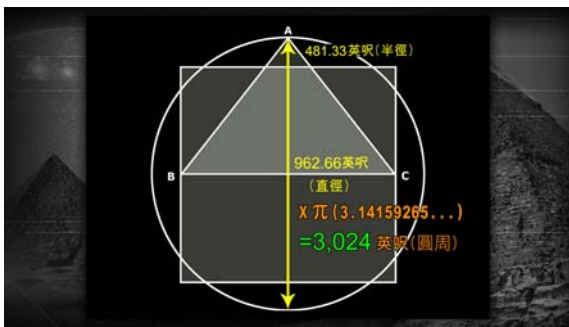 A
481.33英呎(半徑)
962.66英呎
B
C
(直徑)
X π (3.14159265...)
=3,024 英呎(圓周)